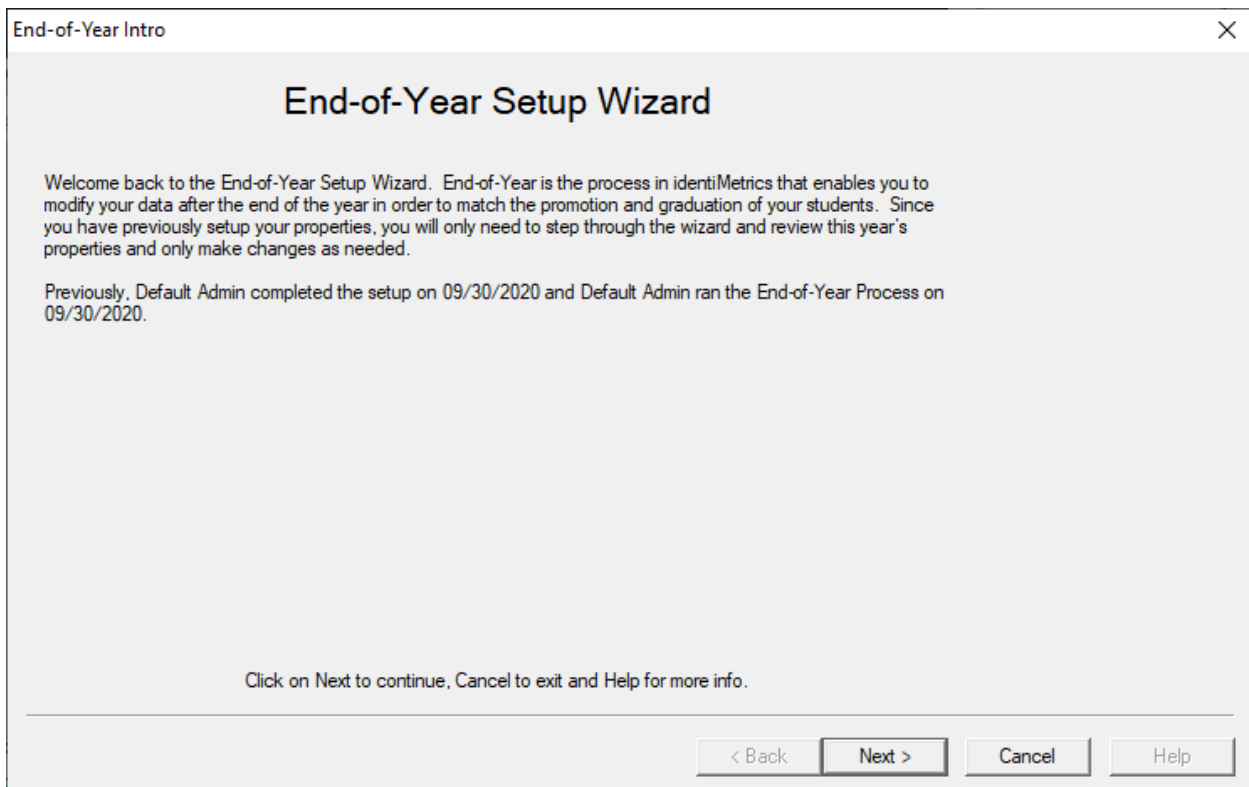 End-of-Year Intro
End-of-Year Setup Wizard
Welcome back to the End-of-Year Setup Wizard.  End-of-Year is the process in identiMetrics that enables you to
modify your data after the end of the year in order to match the promotion and graduation of your students.  Since
you have previously setup your properties, you will only need to step through the wizard and review this year's
properties and only make changes as needed.
Previously, Default Admin completed the setup on 09/30/2020 and Default Admin ran the End-of-Year Process on
09/30/2020.
Click on Next to continue, Cancel to exit and Help for more info.
< Back Next > Cancel Help